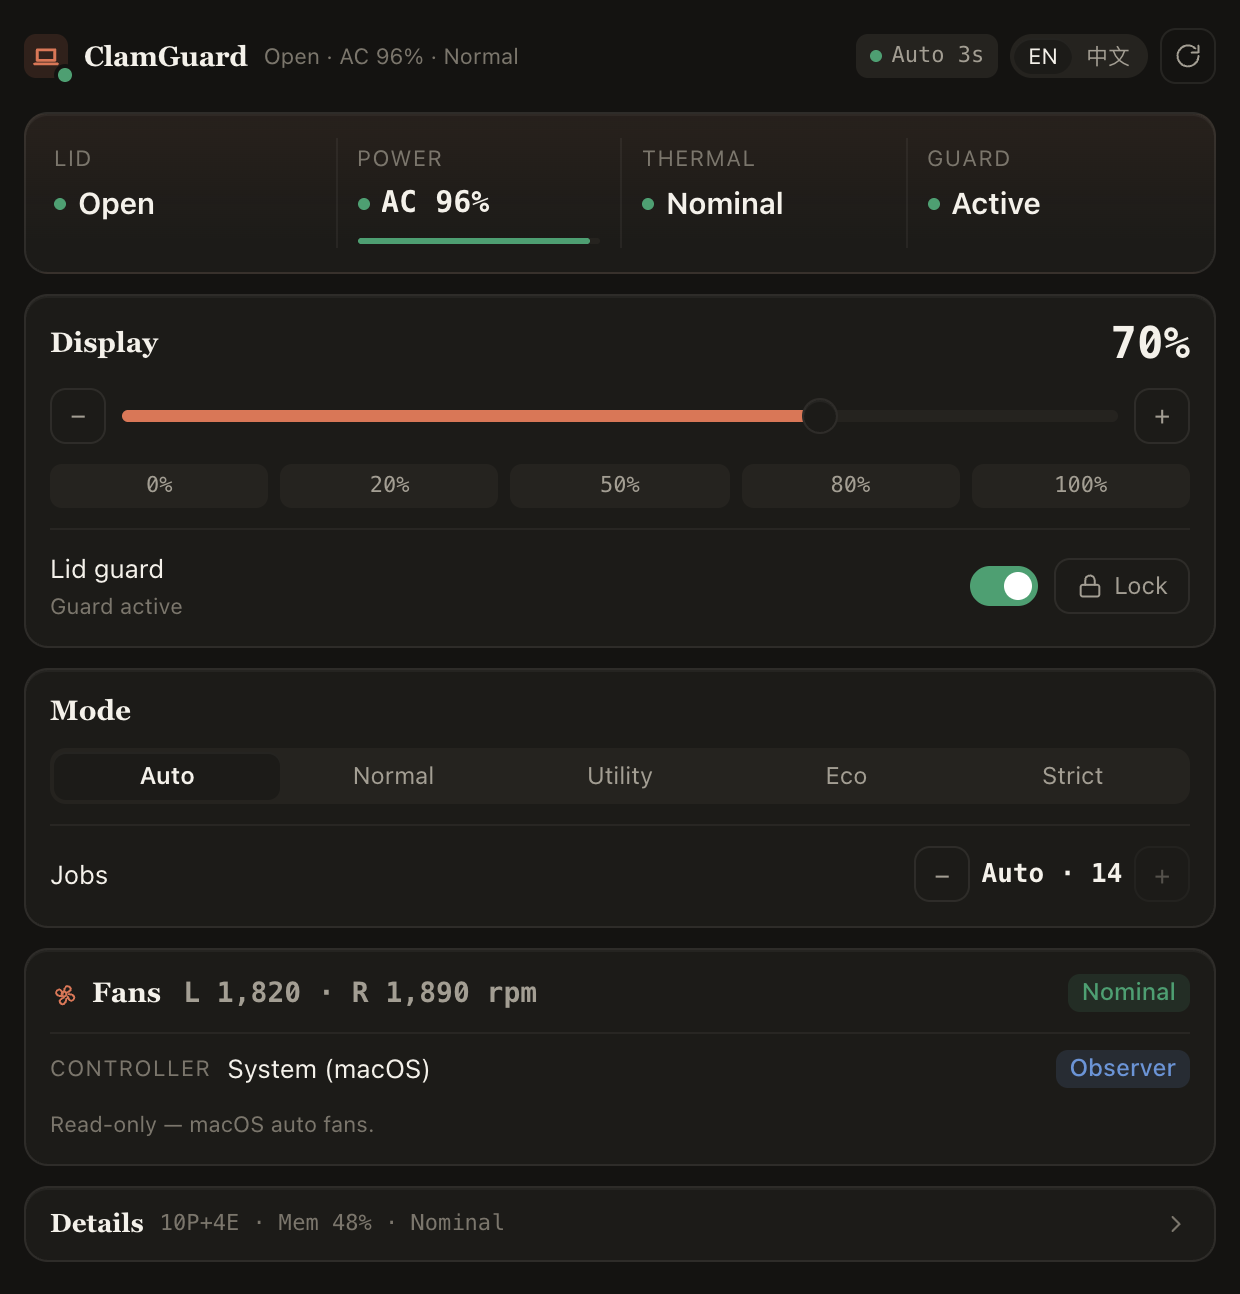 ClamGuard Open · AC 96% · Normal Auto 3s EN 中文
LID POWER THERMAL GUARD
Open AC 96% Nominal Active
Display 70%
− +
0% 20% 50% 80% 100%
Lid guard
Guard active
Lock
Mode
Auto Normal Utility Eco Strict
Jobs − Auto · 14 +
Fans L 1,820 · R 1,890 rpm Nominal
CONTROLLER System (macOS) Observer
Read-only — macOS auto fans.
Details 10P+4E · Mem 48% · Nominal